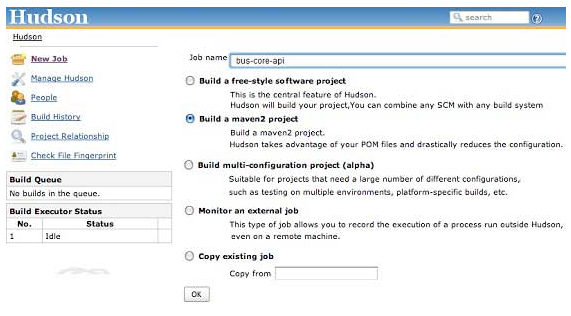 Hudson
search
Hudson
New Job
Manage Hudson
People
Build History
Project Relationship
Check File Fingerprint
Build Queue
No builds in the queue.
Build Executor Status
No. Status
1 Idle
Job name bus-core-api
Build a free-style software project
This is the central feature of Hudson.
Hudson will build your project,You can combine any SCM with any build system
Build a maven2 project
Build a maven2 project.
Hudson takes advantage of your POM files and drastically reduces the configuration.
Build multi-configuration project (alpha)
Suitable for projects that need a large number of different configurations,
such as testing on multiple environments, platform-specific builds, etc.
Monitor an external job
This type of job allows you to record the execution of a process run outside Hudson,
even on a remote machine.
Copy existing job
Copy from
OK